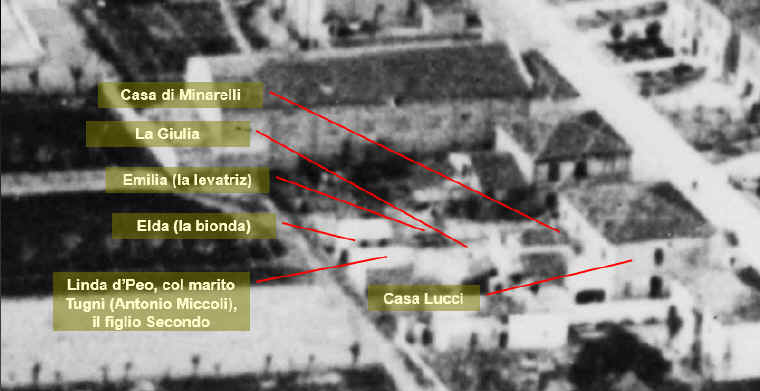 Casa di Minarelli
La Giulia
Emilia (la levatriz)
Elda (la bionda)
Linda d'Peo, col marito
Tugnì (Antonio Miccoli),
il figlio Secondo
Casa Lucci